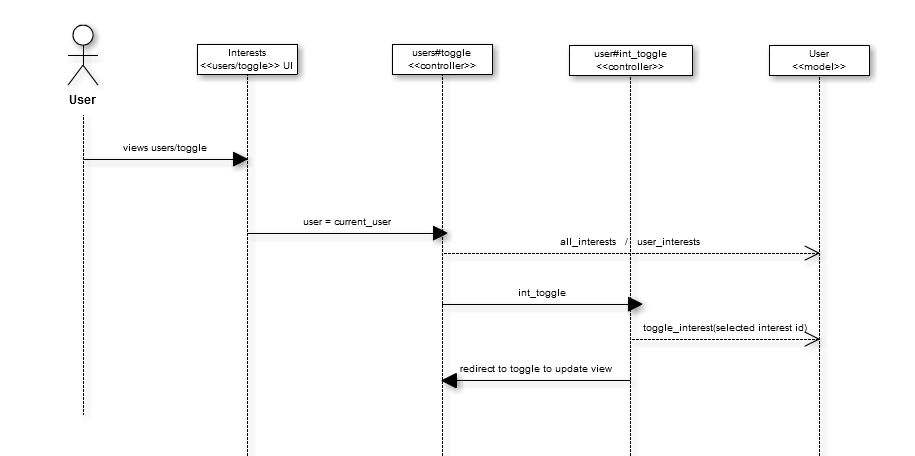 Interests
<<users/toggle>> UI
users#toggle
<<controller>>
user#int_toggle
<<controller>>
User
<<model>>
User
views users/toggle
user = current_user
all_interests / user_interests
int_toggle
toggle_interest(selected interest id)
redirect to toggle to update view